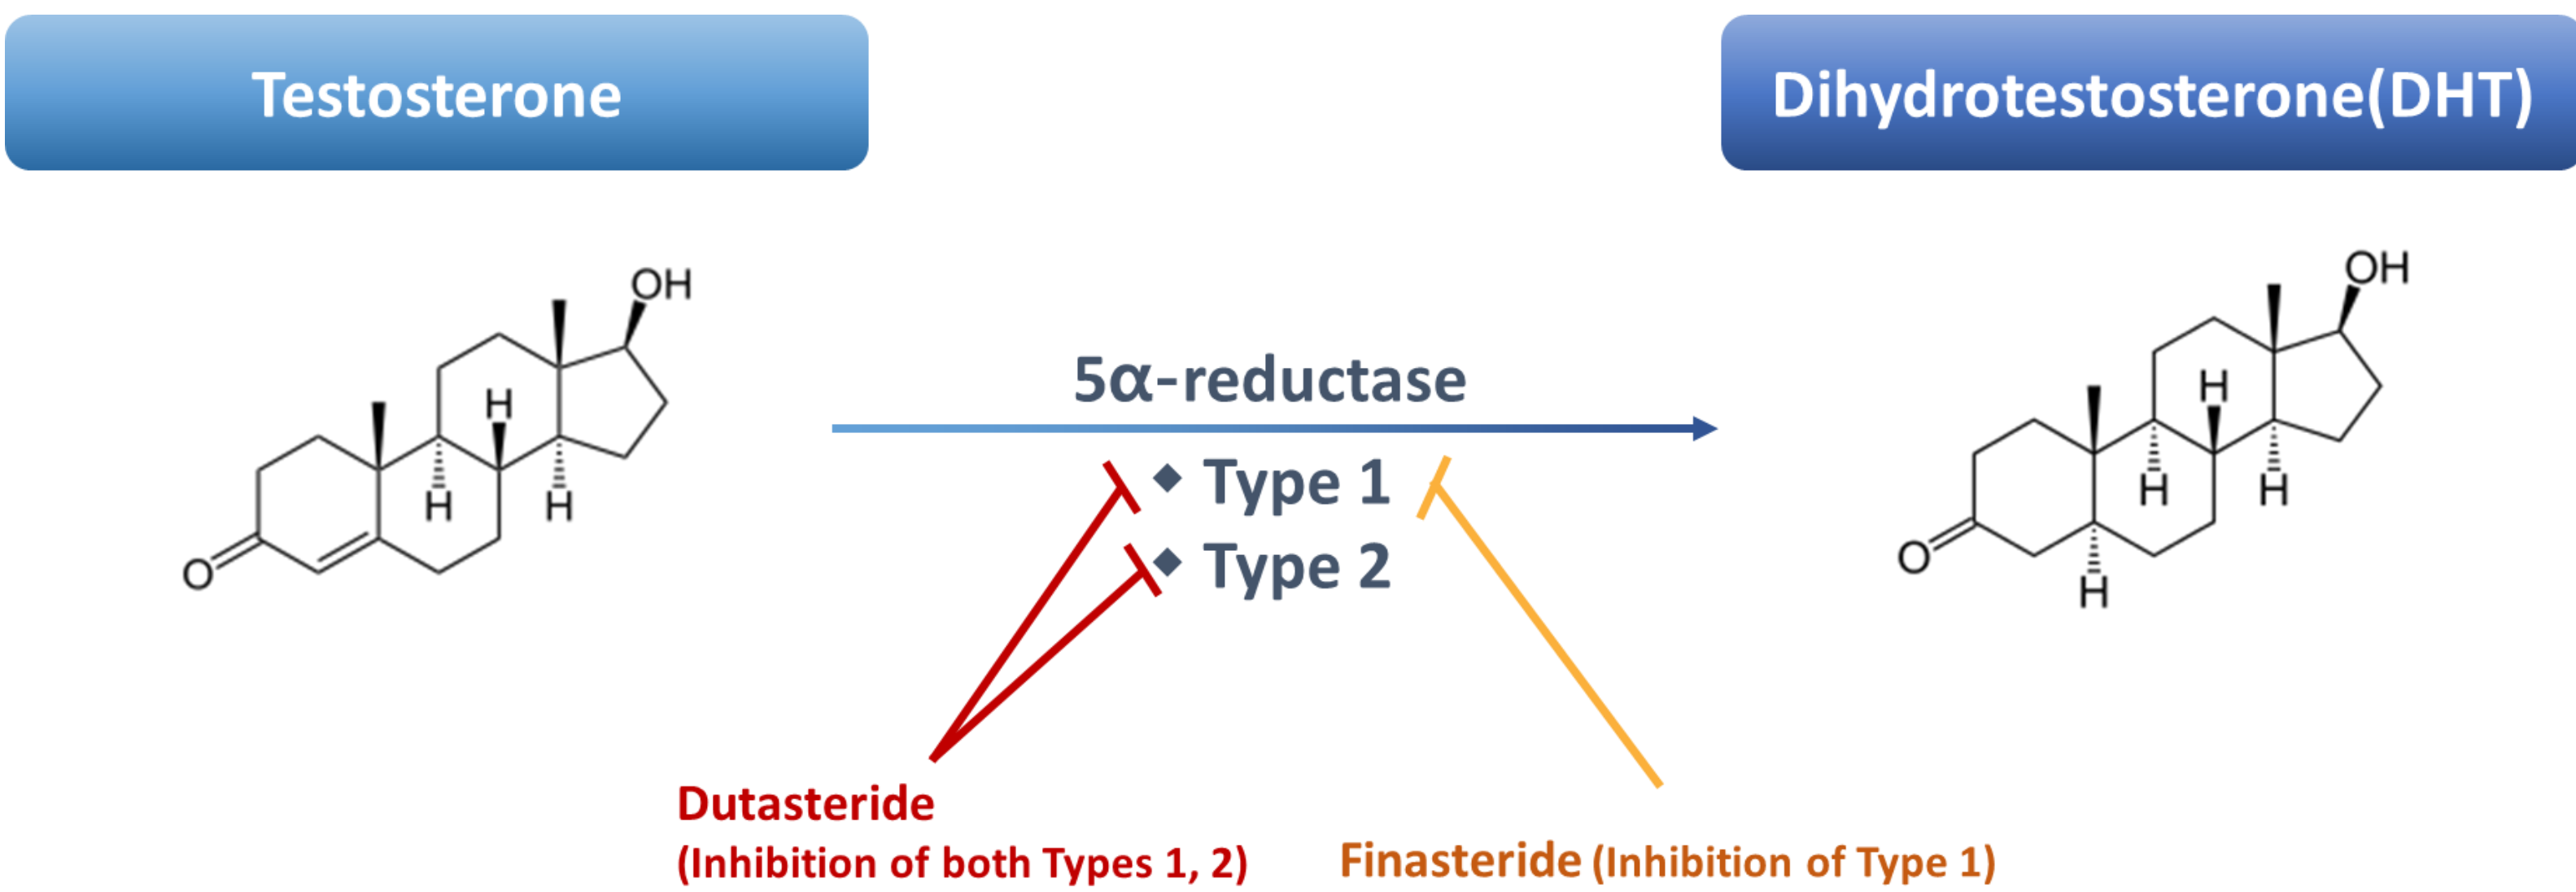 Testosterone
Dihydrotestosterone(DHT)
OH
H
H
H
O
5α-reductase
◆ Type 1
◆ Type 2
OH
H
H
H
O
H
Dutasteride
(Inhibition of both Types 1, 2)
Finasteride (Inhibition of Type 1)